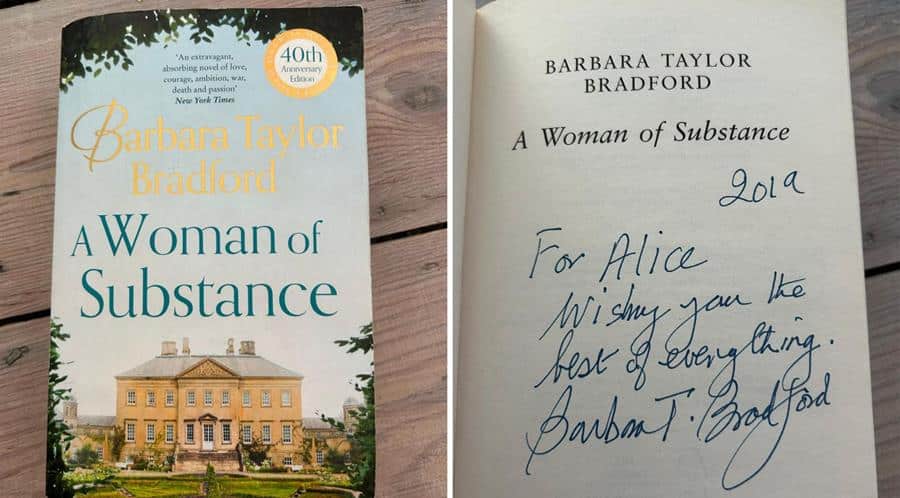 'An extravagant,
absorbing novel of love,
courage, ambition, war,
death and passion'
New York Times
40th
Anniversary
Edition
Barbara Taylor
Bradford
A Woman of
Substance
BARBARA TAYLOR
BRADFORD
A Woman of Substance
2019
For Alice
Wishing you the
best of everything.
Barbara T. Bradford